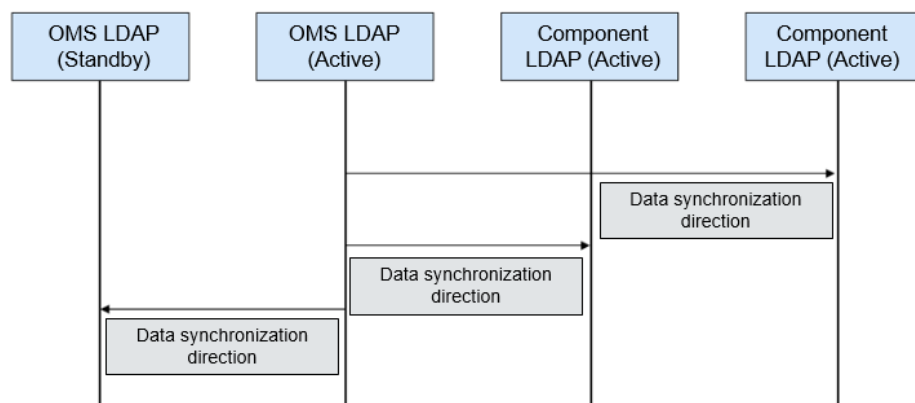 OMS LDAP
(Standby)
OMS LDAP
(Active)
Component
LDAP (Active)
Component
LDAP (Active)
Data synchronization
direction
Data synchronization
direction
Data synchronization
direction